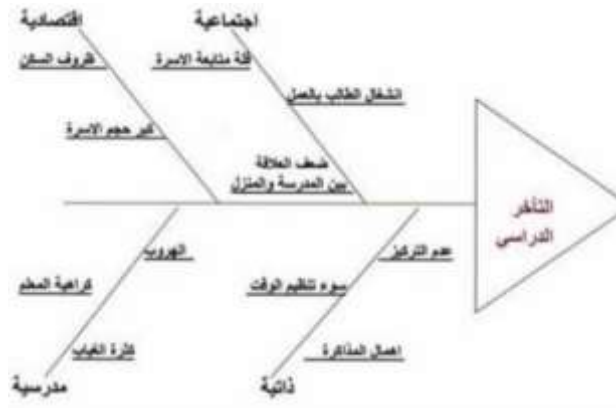 اجتماعية
اقتصادية
قلة متابعة الاسرة
ظروف السكن
انشغال الطالب بالعمل
كبر حجم الاسرة
ضعف العلاقة
بين المدرسة والمنزل
التأخر
الدراسي
عدم التركيز
الهروب
سوء تنظيم الوقت
كراهية المعلم
اهمال المذاكرة
كثرة الغياب
ذاتية
مدرسية